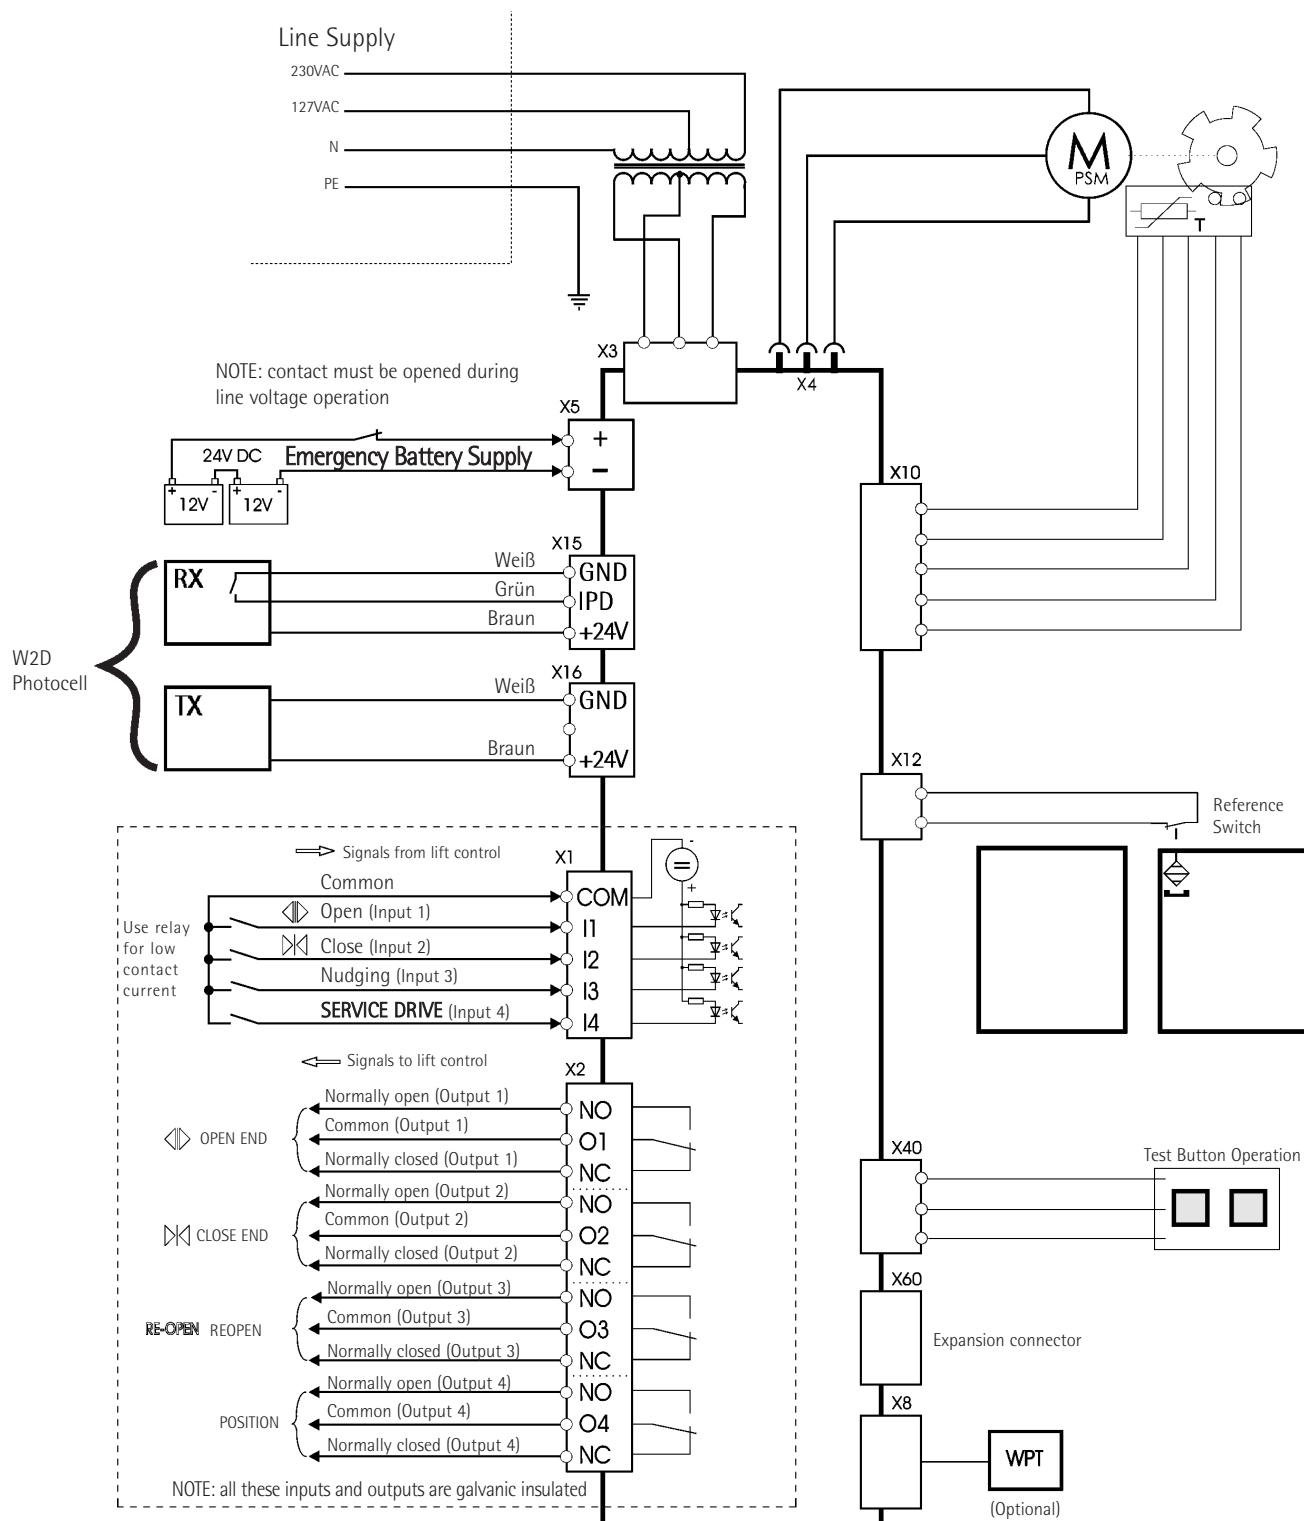 Line Supply
230VAC
127VAC
N
PE
M
PSM
T
X3
X4
NOTE: contact must be opened during
line voltage operation
X5
+
24V DC
Emergency Battery Supply
–
+ -
+ -
12V
12V
X10
X15
RX
Weiß
GND
Grün
IPD
Braun
+24V
W2D
Photocell
X16
TX
Weiß
GND
Braun
+24V
X12
Reference
Switch
Signals from lift control
X1
-
=
+
Common
COM
Use relay
for low
contact
current
Open (Input 1)
I1
Close (Input 2)
I2
Nudging (Input 3)
I3
SERVICE DRIVE (Input 4)
I4
Signals to lift control
X2
Normally open (Output 1)
NO
OPEN END
Common (Output 1)
O1
Normally closed (Output 1)
NC
Normally open (Output 2)
NO
CLOSE END
Common (Output 2)
O2
Normally closed (Output 2)
NC
Normally open (Output 3)
NO
RE-OPEN REOPEN
Common (Output 3)
O3
Normally closed (Output 3)
NC
Normally open (Output 4)
NO
POSITION
Common (Output 4)
O4
Normally closed (Output 4)
NC
NOTE: all these inputs and outputs are galvanic insulated
X40
Test Button Operation
X60
Expansion connector
X8
WPT
(Optional)